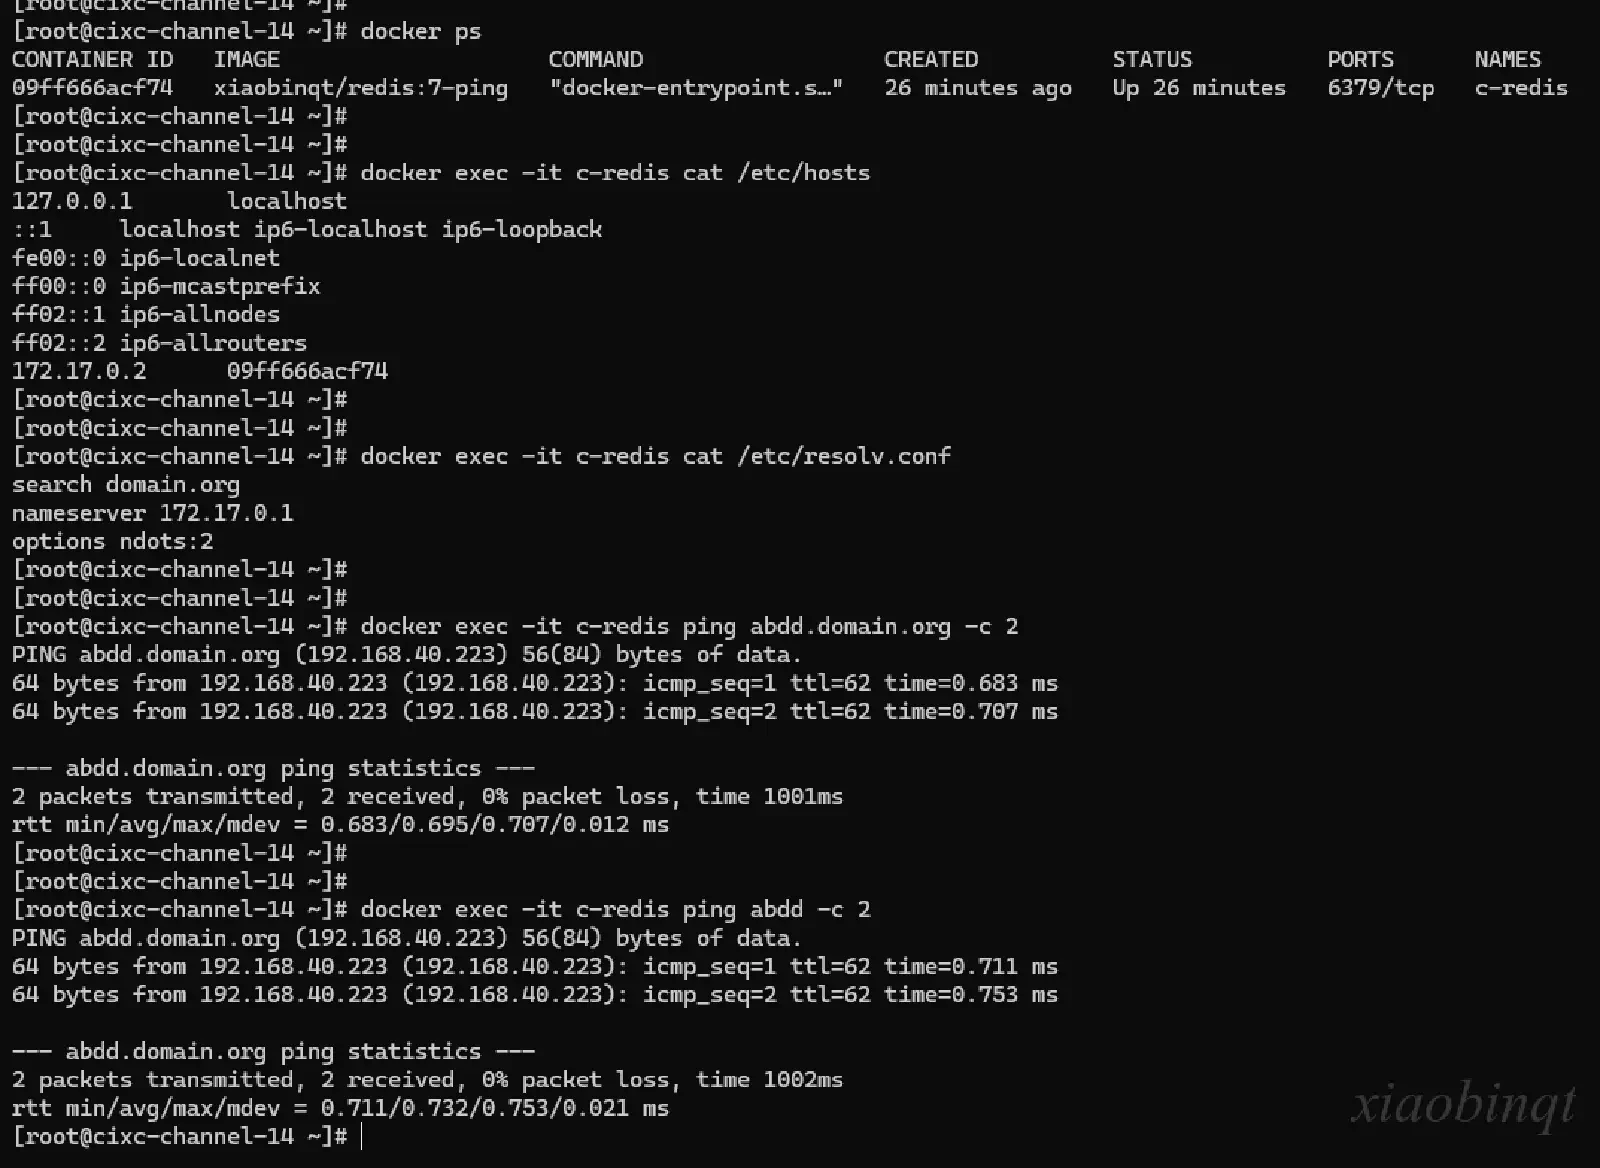 [root@cixc-channel-14 ~]#
[root@cixc-channel-14 ~]# docker ps
CONTAINER ID   IMAGE                    COMMAND                  CREATED          STATUS          PORTS      NAMES
09ff666acf74   xiaobinqt/redis:7-ping   "docker-entrypoint.s…"   26 minutes ago   Up 26 minutes   6379/tcp   c-redis
[root@cixc-channel-14 ~]#
[root@cixc-channel-14 ~]#
[root@cixc-channel-14 ~]# docker exec -it c-redis cat /etc/hosts
127.0.0.1       localhost
::1     localhost ip6-localhost ip6-loopback
fe00::0 ip6-localnet
ff00::0 ip6-mcastprefix
ff02::1 ip6-allnodes
ff02::2 ip6-allrouters
172.17.0.2      09ff666acf74
[root@cixc-channel-14 ~]#
[root@cixc-channel-14 ~]#
[root@cixc-channel-14 ~]# docker exec -it c-redis cat /etc/resolv.conf
search domain.org
nameserver 172.17.0.1
options ndots:2
[root@cixc-channel-14 ~]#
[root@cixc-channel-14 ~]#
[root@cixc-channel-14 ~]# docker exec -it c-redis ping abdd.domain.org -c 2
PING abdd.domain.org (192.168.40.223) 56(84) bytes of data.
64 bytes from 192.168.40.223 (192.168.40.223): icmp_seq=1 ttl=62 time=0.683 ms
64 bytes from 192.168.40.223 (192.168.40.223): icmp_seq=2 ttl=62 time=0.707 ms

--- abdd.domain.org ping statistics ---
2 packets transmitted, 2 received, 0% packet loss, time 1001ms
rtt min/avg/max/mdev = 0.683/0.695/0.707/0.012 ms
[root@cixc-channel-14 ~]#
[root@cixc-channel-14 ~]#
[root@cixc-channel-14 ~]# docker exec -it c-redis ping abdd -c 2
PING abdd.domain.org (192.168.40.223) 56(84) bytes of data.
64 bytes from 192.168.40.223 (192.168.40.223): icmp_seq=1 ttl=62 time=0.711 ms
64 bytes from 192.168.40.223 (192.168.40.223): icmp_seq=2 ttl=62 time=0.753 ms

--- abdd.domain.org ping statistics ---
2 packets transmitted, 2 received, 0% packet loss, time 1002ms
rtt min/avg/max/mdev = 0.711/0.732/0.753/0.021 ms
[root@cixc-channel-14 ~]#
xiaobinqt